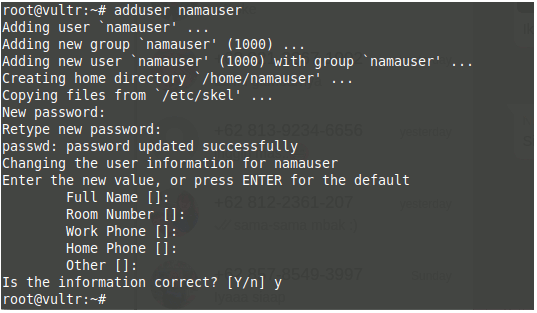 root@vultr:~# adduser namauser
Adding user `namauser' ...
Adding new group `namauser' (1000) ...
Adding new user `namauser' (1000) with group `namauser' ...
Creating home directory `/home/namauser' ...
Copying files from `/etc/skel' ...
New password:
Retype new password:
passwd: password updated successfully
Changing the user information for namauser
Enter the new value, or press ENTER for the default
Full Name []:
Room Number []:
Work Phone []:
Home Phone []:
Other []:
Is the information correct? [Y/n] y
root@vultr:~#